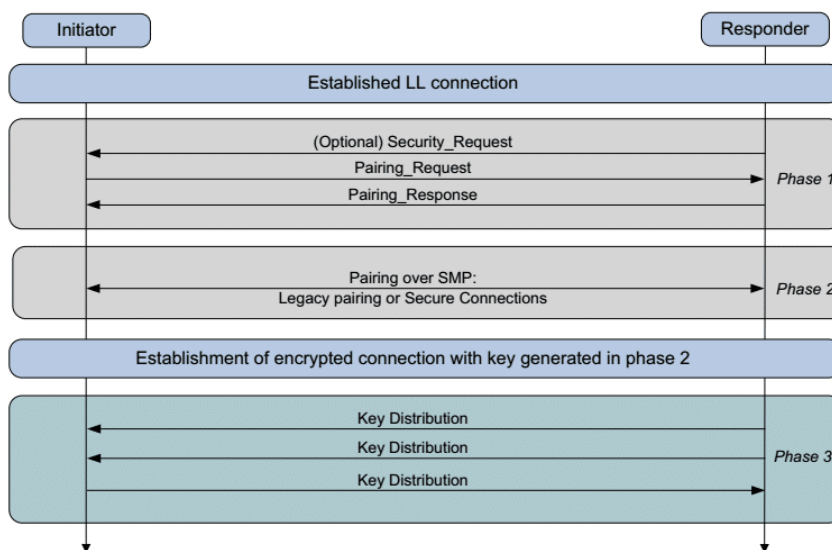 Initiator
Responder
Established LL connection
(Optional) Security_Request
Pairing_Request
Phase 1
Pairing_Response
Pairing over SMP:
Phase 2
Legacy pairing or Secure Connections
Establishment of encrypted connection with key generated in phase 2
Key Distribution
Key Distribution
Phase 3
Key Distribution